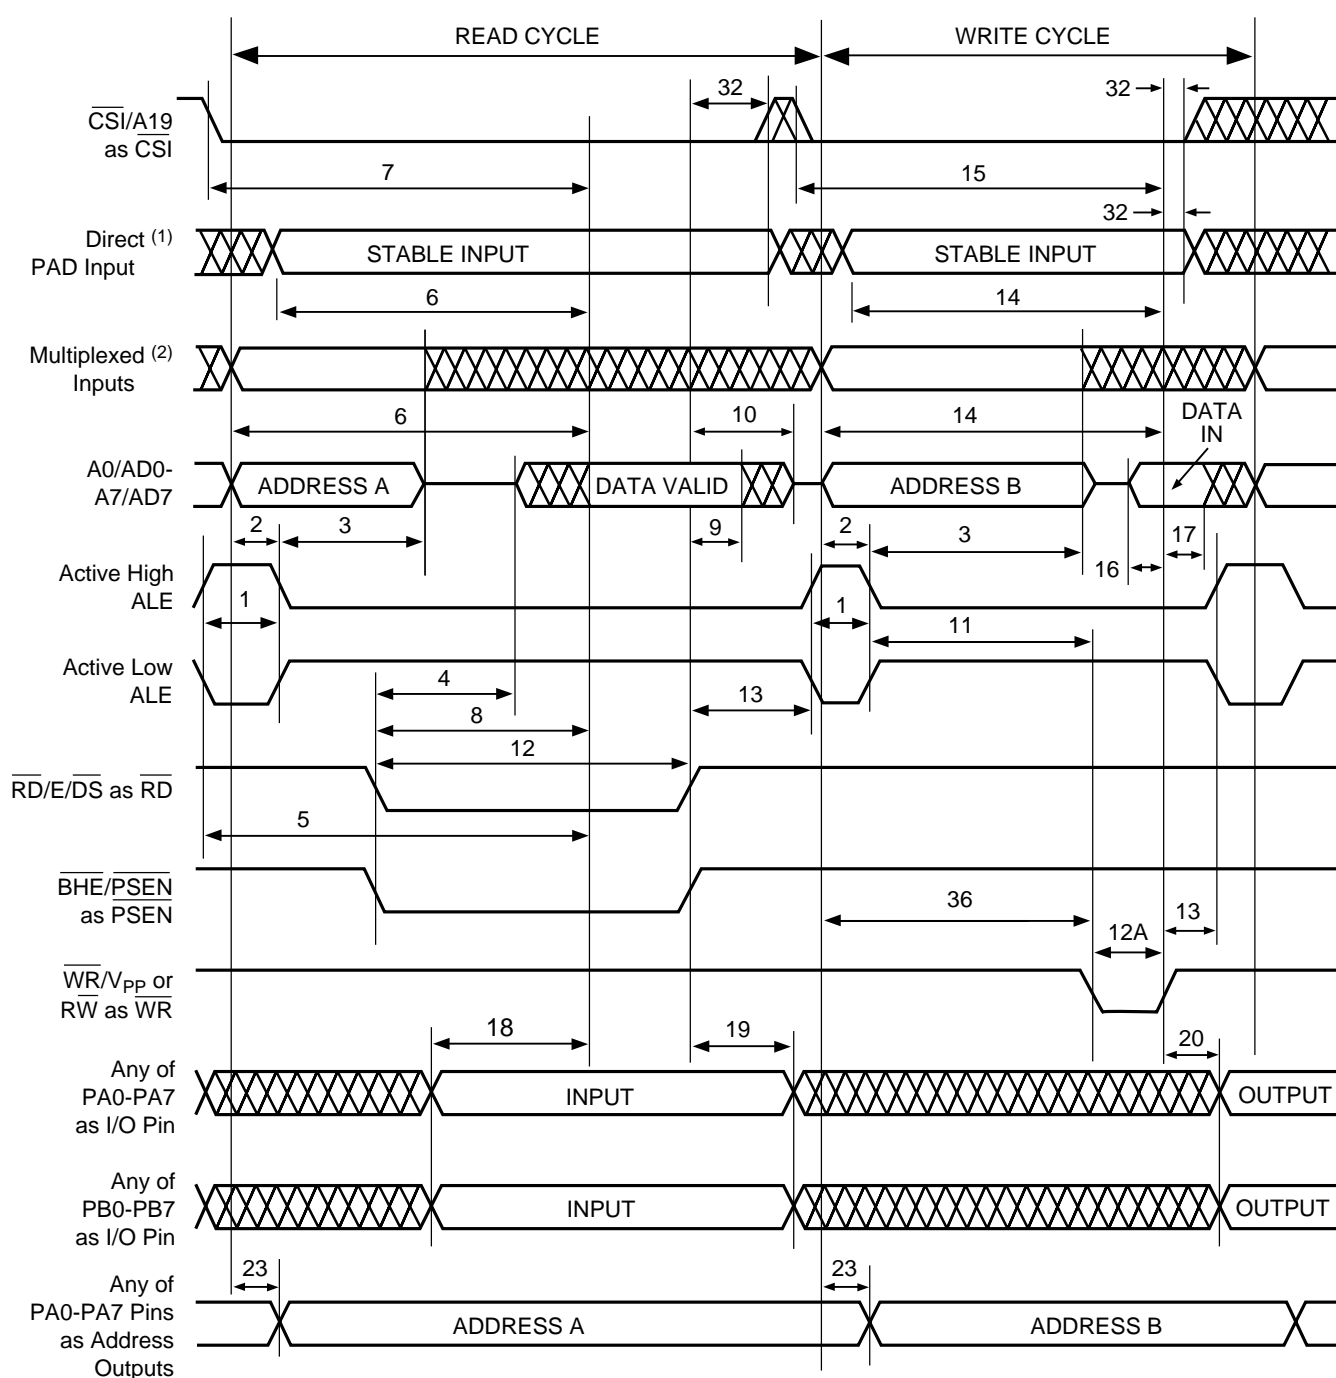 READ CYCLE
WRITE CYCLE
32
32
CSI/A19
as CSI
7
15
32
Direct (1)
PAD Input
STABLE INPUT
STABLE INPUT
6
14
Multiplexed (2)
Inputs
6
10
14
DATA
IN
A0/AD0-
A7/AD7
ADDRESS A
DATA VALID
ADDRESS B
2
3
9
2
3
17
16
Active High
ALE
1
1
11
Active Low
ALE
4
13
8
12
RD/E/DS as RD
5
BHE/PSEN
as PSEN
36
13
12A
WR/VPP or
RW as WR
18
19
20
Any of
PA0-PA7
as I/O Pin
INPUT
OUTPUT
Any of
PB0-PB7
as I/O Pin
INPUT
OUTPUT
23
23
Any of
PA0-PA7 Pins
as Address
Outputs
ADDRESS A
ADDRESS B